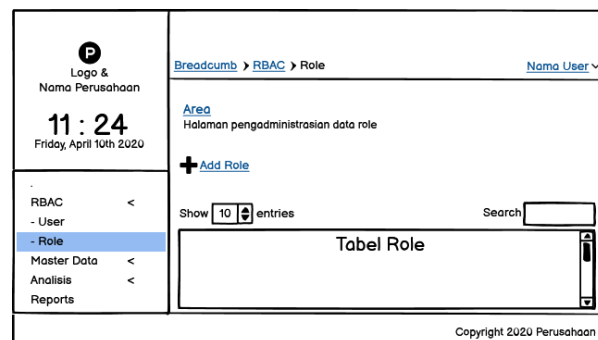 P
Logo &
Nama Perusahaan
11 : 24
Friday, April 10th 2020
-
RBAC <
- User
- Role
Master Data <
Analisis <
Reports
Breadcumb > RBAC > Role
Nama User
Area
Halaman pengadministrasian data role
Add Role
Show 10 entries
Search
Tabel Role
Copyright 2020 Perusahaan